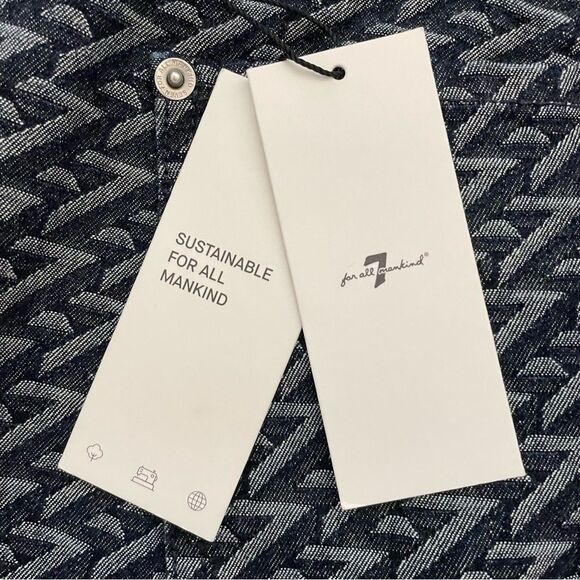 SUSTAINABLE
FOR ALL
MANKIND
7 for all mankind®